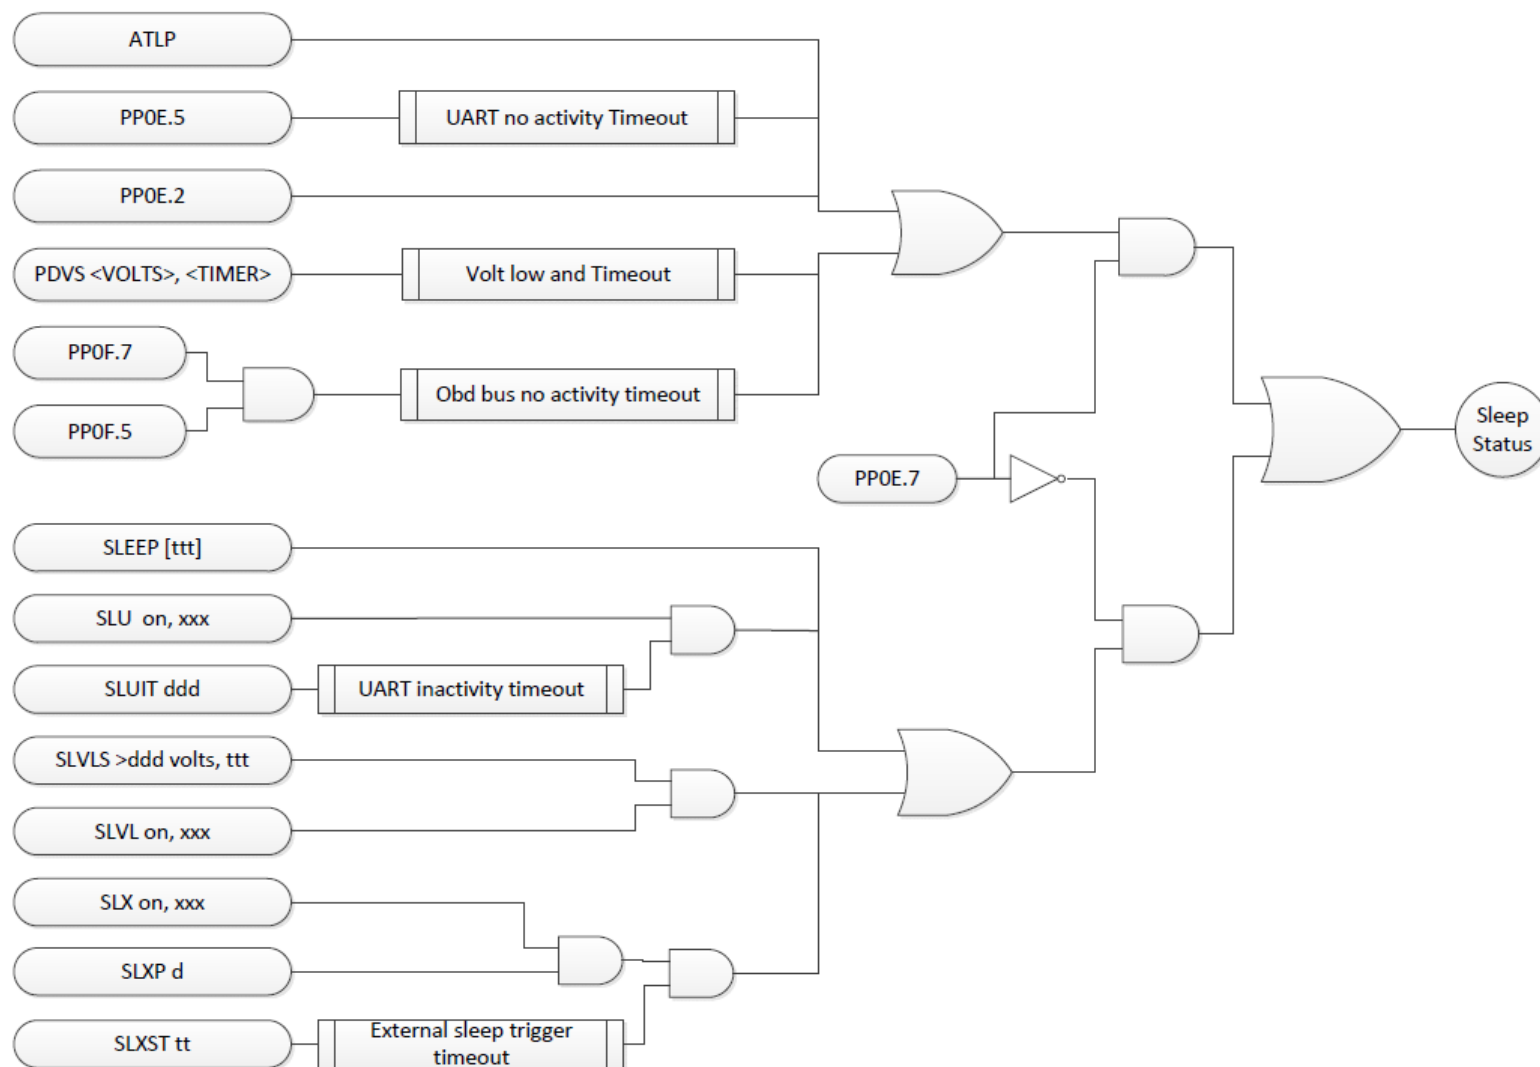 ATLP
PP0E.5
UART no activity Timeout
PP0E.2
PDVS <VOLTS>, <TIMER>
Volt low and Timeout
PP0F.7
Obd bus no activity timeout
PP0F.5
Sleep
Status
PP0E.7
SLEEP [ttt]
SLU on, xxx
SLUIT ddd
UART inactivity timeout
SLVLS >ddd volts, ttt
SLVL on, xxx
SLX on, xxx
SLXP d
SLXST tt
External sleep trigger
timeout